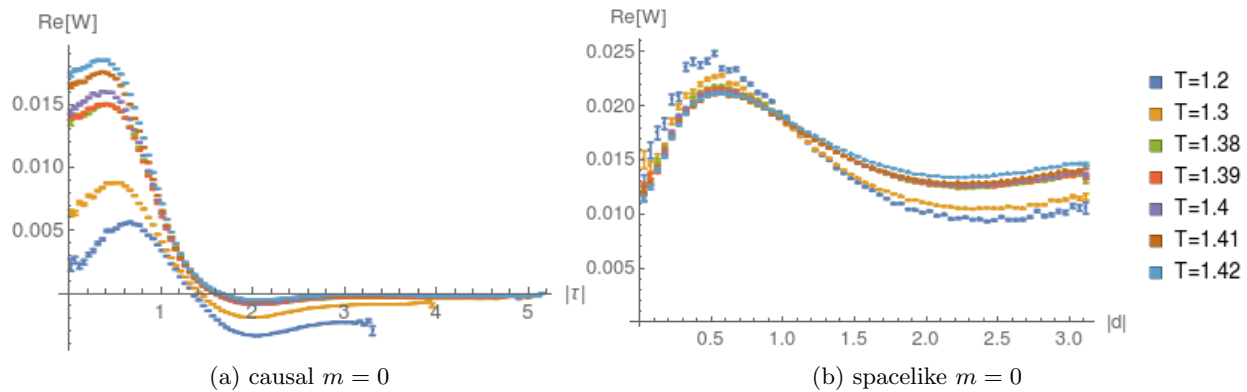 Re[W]
0.015
0.010
0.005
1
2
3
4
5
|τ|
(a) causal m = 0
Re[W]
0.025
0.020
0.015
0.010
0.005
0.5
1.0
1.5
2.0
2.5
3.0
|d|
(b) spacelike m = 0
T=1.2
T=1.3
T=1.38
T=1.39
T=1.4
T=1.41
T=1.42